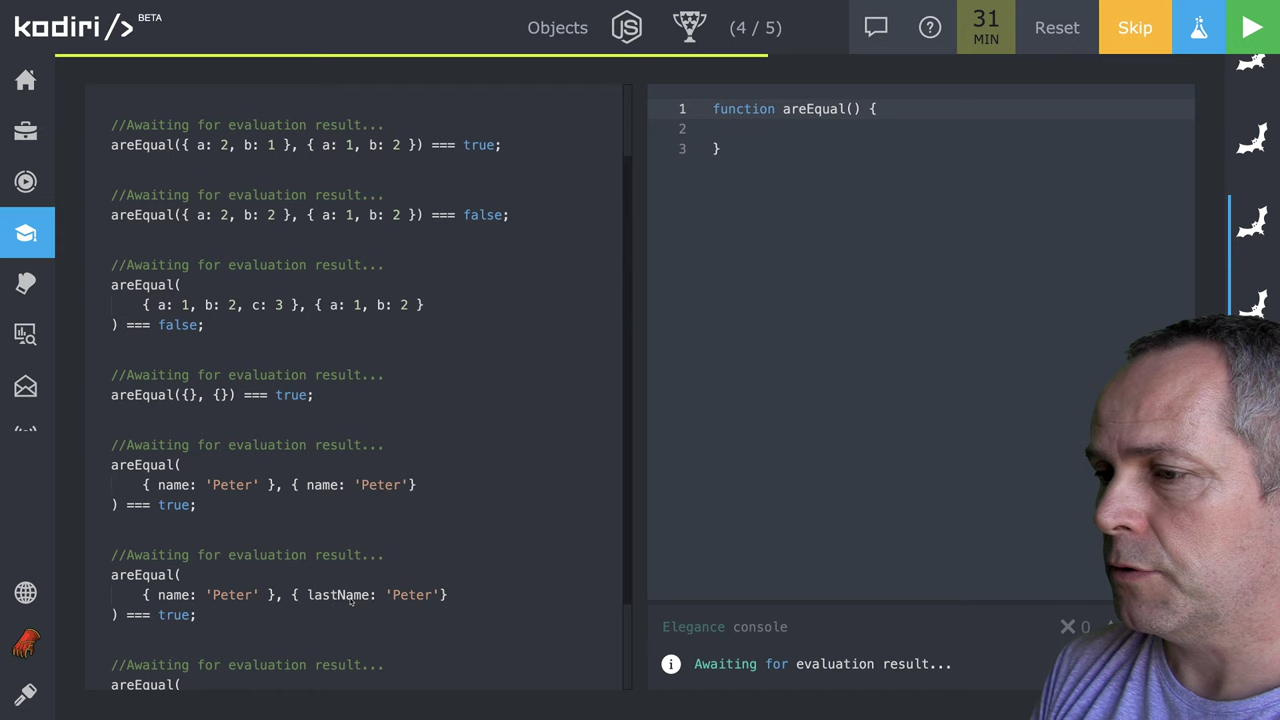 kodiri/> BETA
Objects
JS
(4 / 5)
31
MIN
Reset
Skip
//Awaiting for evaluation result...
areEqual({ a: 2, b: 1 }, { a: 1, b: 2 }) === true;
//Awaiting for evaluation result...
areEqual({ a: 2, b: 2 }, { a: 1, b: 2 }) === false;
//Awaiting for evaluation result...
areEqual(
{ a: 1, b: 2, c: 3 }, { a: 1, b: 2 }
) === false;
//Awaiting for evaluation result...
areEqual({}, {}) === true;
//Awaiting for evaluation result...
areEqual(
{ name: 'Peter' }, { name: 'Peter'}
) === true;
//Awaiting for evaluation result...
areEqual(
{ name: 'Peter' }, { lastName: 'Peter'}
) === true;
//Awaiting for evaluation result...
areEqual(
1 function areEqual() {
2
3 }
Elegance console
0
Awaiting for evaluation result...